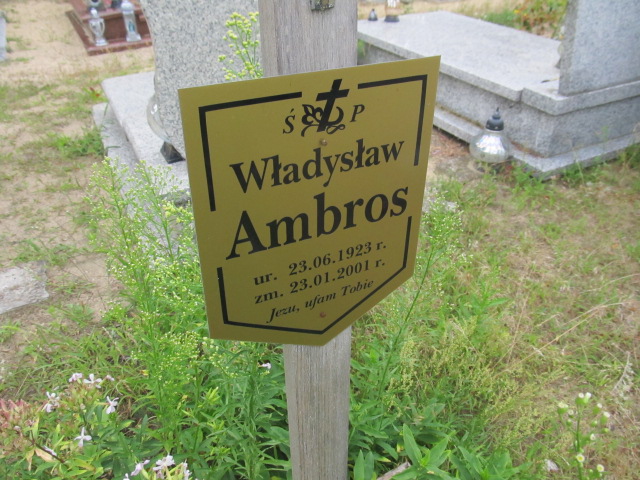 Ś P
Władysław
Ambros
ur. 23.06.1923 r.
zm. 23.01.2001 r.
Jezu, ufam Tobie